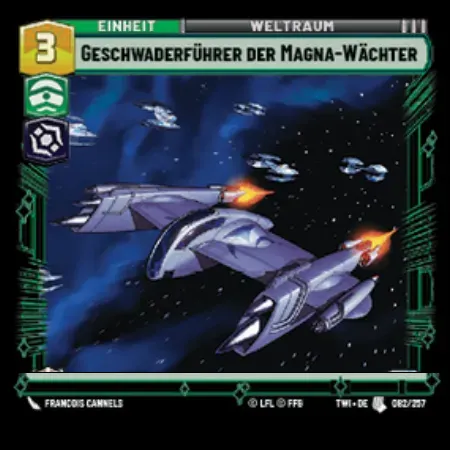 EINHEIT
WELTRAUM
3
GESCHWADERFÜHRER DER MAGNA-WÄCHTER
FRANCOIS CANNELS
© LFL © FFG
TWI • DE
082/257